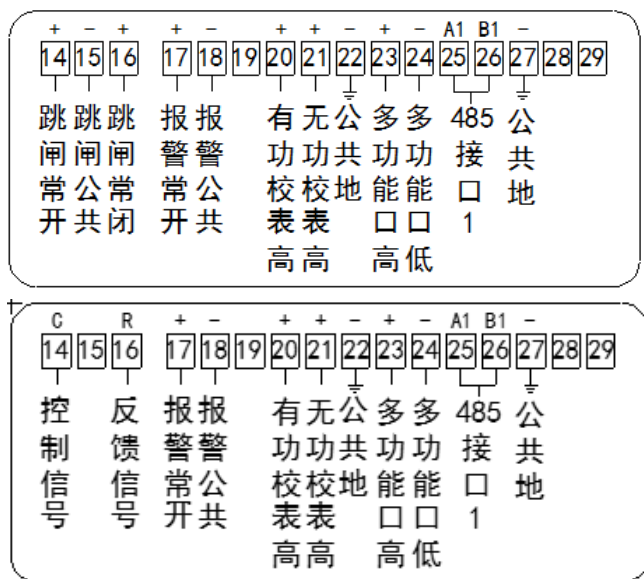 + - + + - + + - + - A1 B1 -
14 15 16 17 18 19 20 21 22 23 24 25 26 27 28 29
跳闸常开 跳闸公共 跳闸常闭 报警常开 报警公共 有功校表高 无功校表高 公共地 多功能口高 多功能口低 485接口1 公共地
C R + - + + - + - A1 B1 -
14 15 16 17 18 19 20 21 22 23 24 25 26 27 28 29
控制信号 反馈信号 报警常开 报警公共 有功校表高 无功校表高 公共地 多功能口高 多功能口低 485接口1 公共地